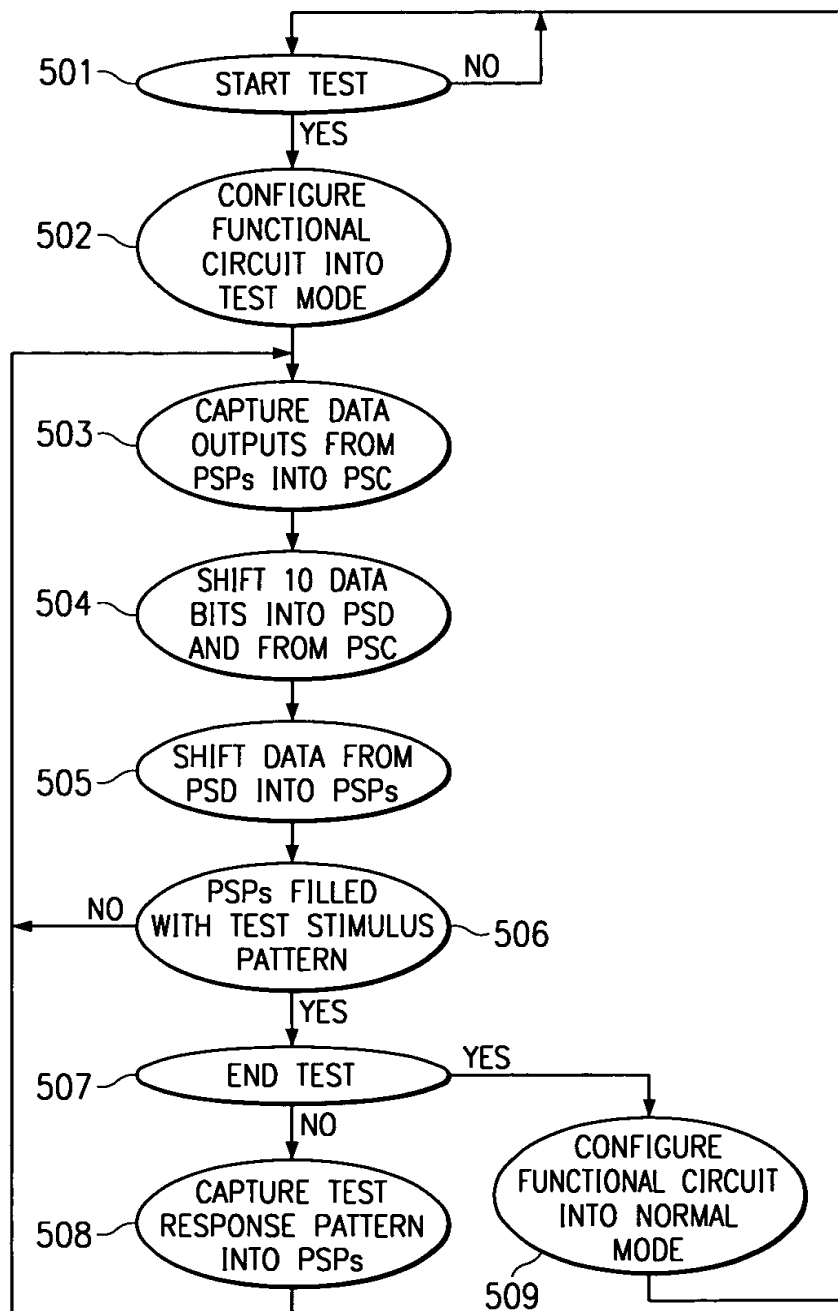 501
START TEST
NO
YES
502
CONFIGURE
FUNCTIONAL
CIRCUIT INTO
TEST MODE
503
CAPTURE DATA
OUTPUTS FROM
PSPs INTO PSC
504
SHIFT 10 DATA
BITS INTO PSD
AND FROM PSC
505
SHIFT DATA FROM
PSD INTO PSPs
NO
PSPs FILLED
WITH TEST STIMULUS
PATTERN
506
YES
507
END TEST
YES
NO
508
CAPTURE TEST
RESPONSE PATTERN
INTO PSPs
CONFIGURE
FUNCTIONAL CIRCUIT
INTO NORMAL
MODE
509